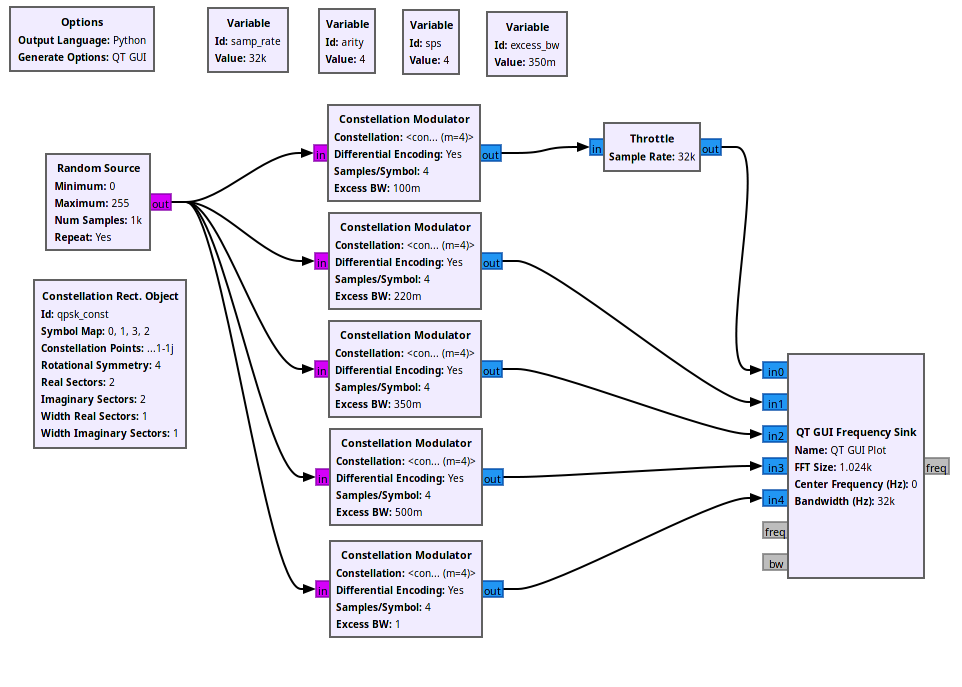 Options
Output Language: Python
Generate Options: QT GUI
Variable
Id: samp_rate
Value: 32k
Variable
Id: arity
Value: 4
Variable
Id: sps
Value: 4
Variable
Id: excess_bw
Value: 350m
Random Source
Minimum: 0
Maximum: 255
Num Samples: 1k
Repeat: Yes
out
Constellation Rect. Object
Id: qpsk_const
Symbol Map: 0, 1, 3, 2
Constellation Points: ...1-1j
Rotational Symmetry: 4
Real Sectors: 2
Imaginary Sectors: 2
Width Real Sectors: 1
Width Imaginary Sectors: 1
in
Constellation Modulator
Constellation: <con... (m=4)>
Differential Encoding: Yes
Samples/Symbol: 4
Excess BW: 100m
out
in
Constellation Modulator
Constellation: <con... (m=4)>
Differential Encoding: Yes
Samples/Symbol: 4
Excess BW: 220m
out
in
Constellation Modulator
Constellation: <con... (m=4)>
Differential Encoding: Yes
Samples/Symbol: 4
Excess BW: 350m
out
in
Constellation Modulator
Constellation: <con... (m=4)>
Differential Encoding: Yes
Samples/Symbol: 4
Excess BW: 500m
out
in
Constellation Modulator
Constellation: <con... (m=4)>
Differential Encoding: Yes
Samples/Symbol: 4
Excess BW: 1
out
in
Throttle
Sample Rate: 32k
out
in0
in1
in2
in3
in4
freq
bw
QT GUI Frequency Sink
Name: QT GUI Plot
FFT Size: 1.024k
Center Frequency (Hz): 0
Bandwidth (Hz): 32k
freq